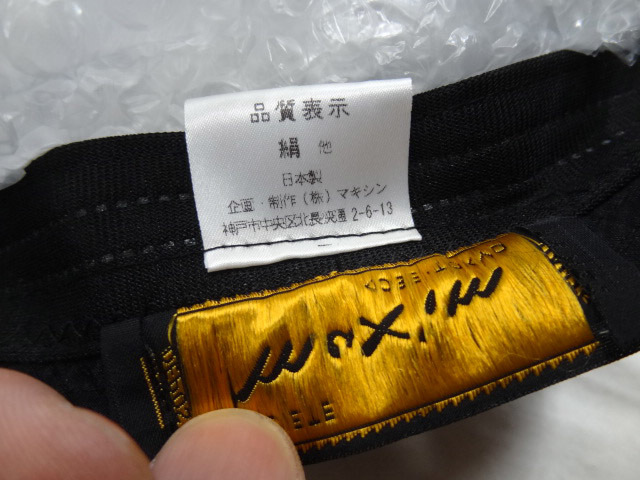 品質表示
絹 他
日本製
企画・制作（株）マキシン
神戸市中央区北長狭通2-6-13
maxim